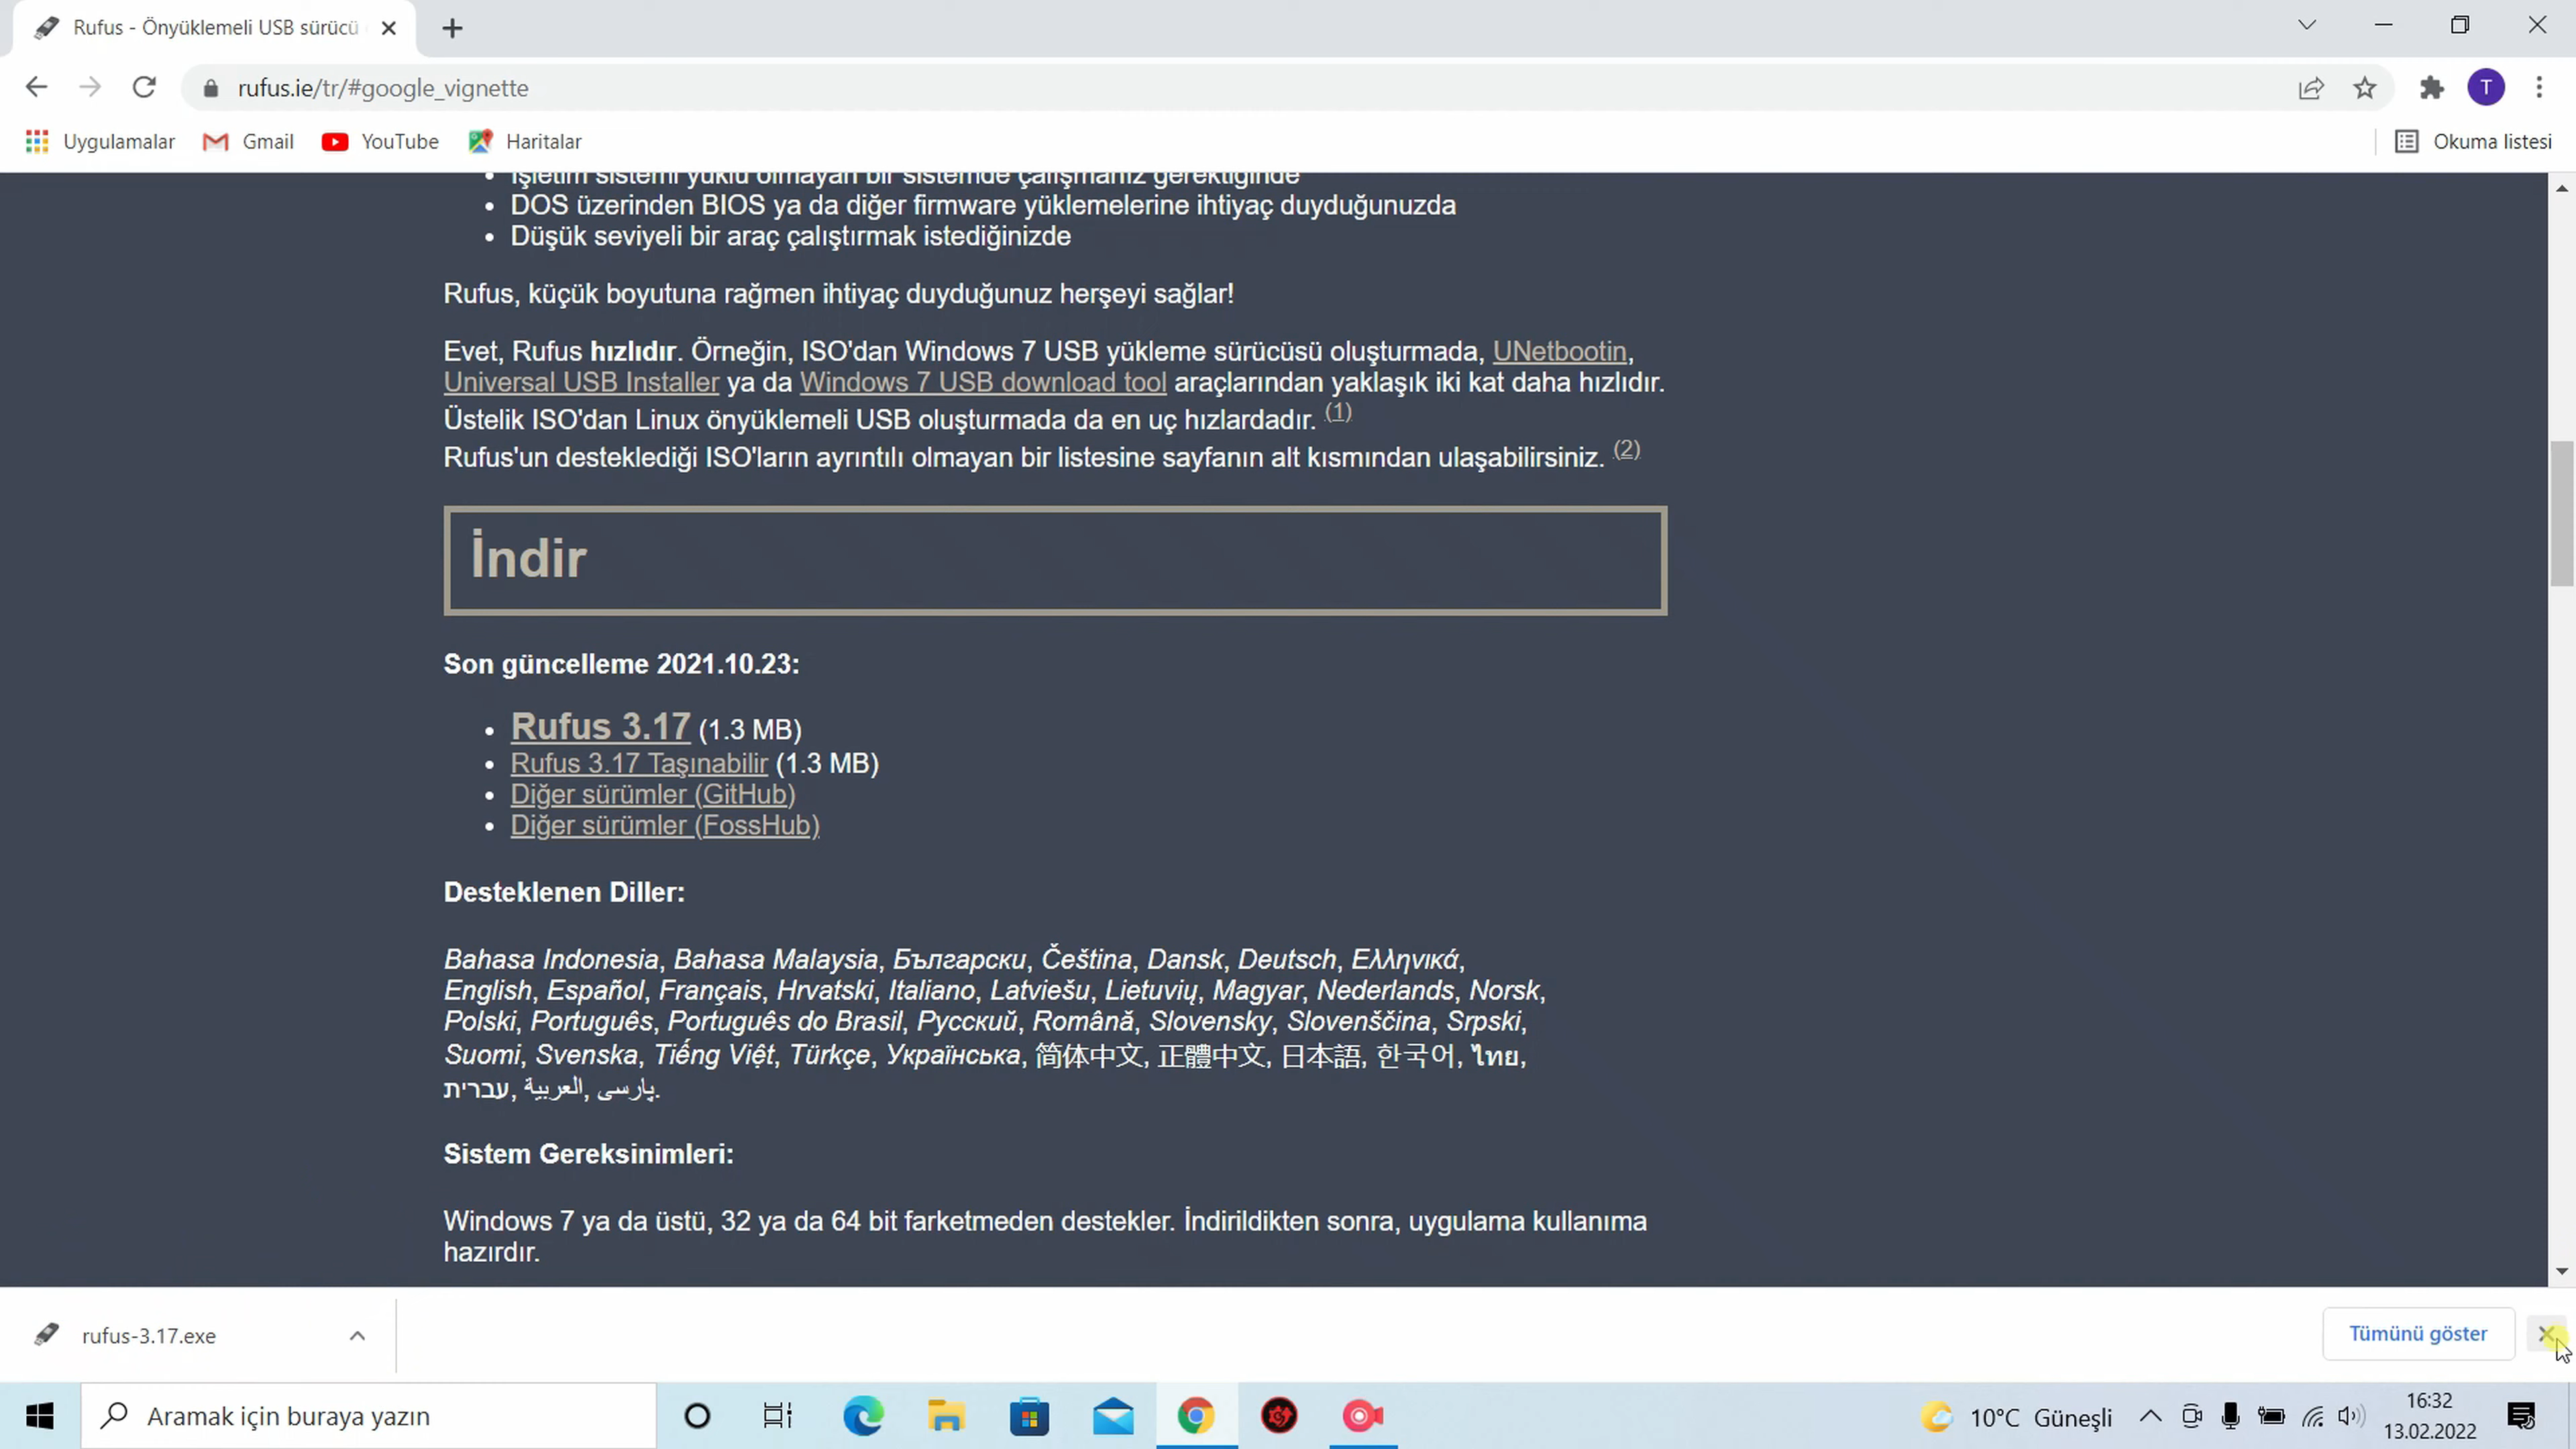 Rufus - Önyüklemeli USB sürücü
rufus.ie/tr/#google_vignette
T
Uygulamalar
Gmail
YouTube
Haritalar
Okuma listesi
İşletim sistemi yüklü olmayan bir sistemde çalışmanız gerektiğinde
DOS üzerinden BIOS ya da diğer firmware yüklemelerine ihtiyaç duyduğunuzda
Düşük seviyeli bir araç çalıştırmak istediğinizde
Rufus, küçük boyutuna rağmen ihtiyaç duyduğunuz herşeyi sağlar!
Evet, Rufus hızlıdır. Örneğin, ISO'dan Windows 7 USB yükleme sürücüsü oluşturmada, UNetbootin,
Universal USB Installer ya da Windows 7 USB download tool araçlarından yaklaşık iki kat daha hızlıdır.
Üstelik ISO'dan Linux önyüklemeli USB oluşturmada da en uç hızlardadır. (1)
Rufus'un desteklediği ISO'ların ayrıntılı olmayan bir listesine sayfanın alt kısmından ulaşabilirsiniz. (2)
İndir
Son güncelleme 2021.10.23:
Rufus 3.17 (1.3 MB)
Rufus 3.17 Taşınabilir (1.3 MB)
Diğer sürümler (GitHub)
Diğer sürümler (FossHub)
Desteklenen Diller:
Bahasa Indonesia, Bahasa Malaysia, Български, Čeština, Dansk, Deutsch, Ελληνικά,
English, Español, Français, Hrvatski, Italiano, Latviešu, Lietuvių, Magyar, Nederlands, Norsk,
Polski, Português, Português do Brasil, Русский, Română, Slovensky, Slovenščina, Srpski,
Suomi, Svenska, Tiếng Việt, Türkçe, Українська, 简体中文, 正體中文, 日本語, 한국어, ไทย,
עברית, العربية, پارسی.
Sistem Gereksinimleri:
Windows 7 ya da üstü, 32 ya da 64 bit farketmeden destekler. İndirildikten sonra, uygulama kullanıma
hazırdır.
rufus-3.17.exe
Tümünü göster
Aramak için buraya yazın
10°C Güneşli
16:32
13.02.2022